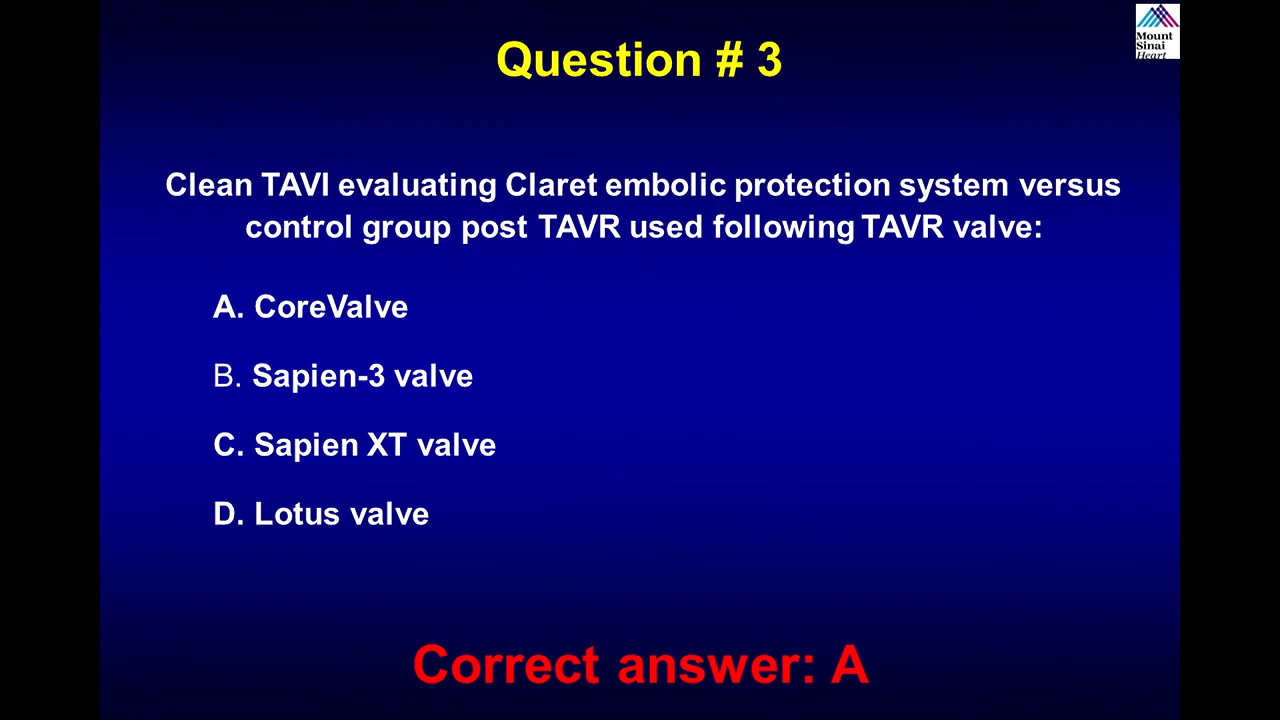 Mount
Sinai
Heart
Question # 3
Clean TAVI evaluating Claret embolic protection system versus
control group post TAVR used following TAVR valve:
A. CoreValve
B. Sapien-3 valve
C. Sapien XT valve
D. Lotus valve
Correct answer: A